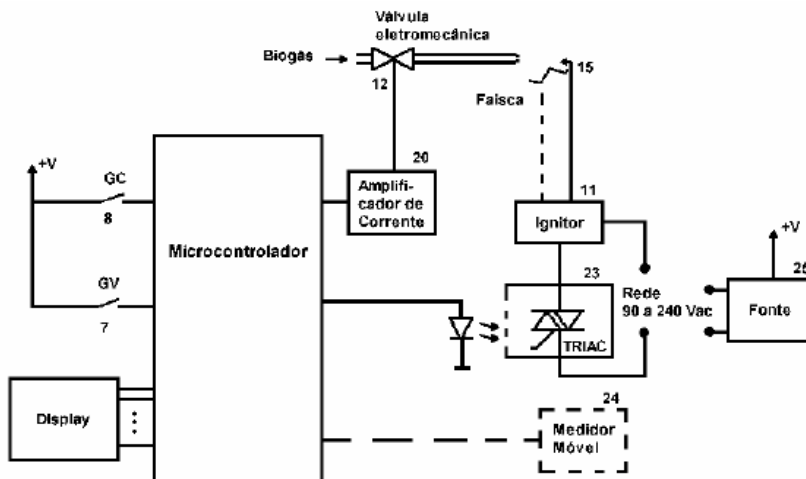 Válvula
eletromecânica
Biogás
12
15
Faísca
+V
GC
8
20
Amplifi-
cador de
Corrente
11
Ignitor
Microcontrolador
+V
25
GV
7
23
TRIAC
Rede
90 a 240 Vac
Fonte
Display
24
Medidor
Móvel